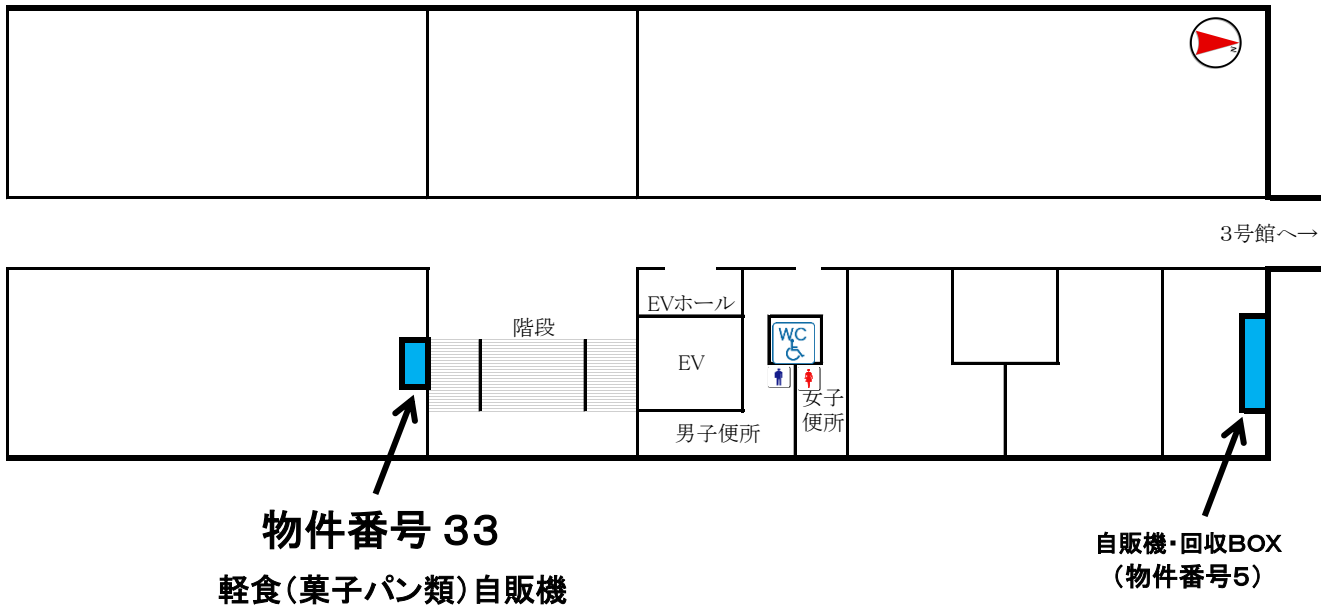 N
3号館へ→
EVホール
階段
WC
EV
女子
便所
男子便所
物件番号 33
軽食（菓子パン類）自販機
自販機・回収BOX
（物件番号5）